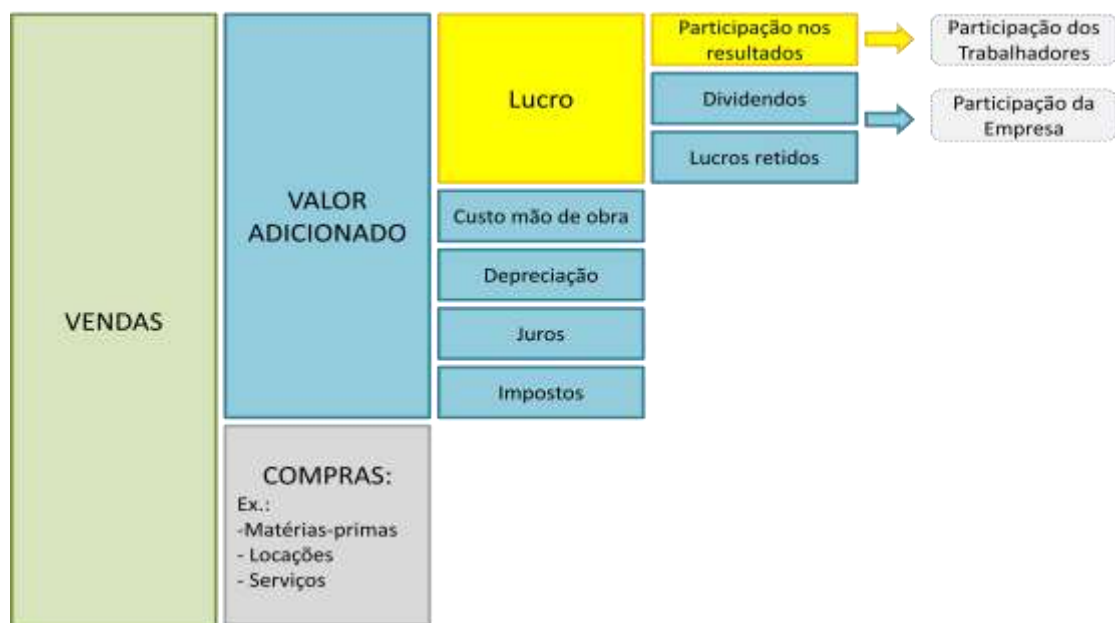 VENDAS
VALOR
ADICIONADO
COMPRAS:
Ex.:
-Matérias-primas
- Locações
- Serviços
Lucro
Custo mão de obra
Depreciação
Juros
Impostos
Participação nos
resultados
Dividendos
Lucros retidos
Participação dos
Trabalhadores
Participação da
Empresa